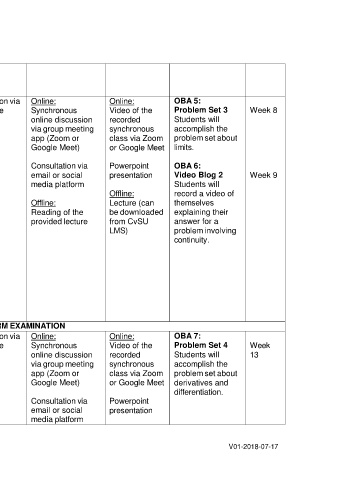 on via
e
Online:
Synchronous
online discussion
via group meeting
app (Zoom or
Google Meet)
Consultation via
email or social
media platform
Offline:
Reading of the
provided lecture
Online:
Video of the
recorded
synchronous
class via Zoom
or Google Meet
Powerpoint
presentation
Offline:
Lecture (can
be downloaded
from CvSU
LMS)
OBA 5:
Problem Set 3
Students will
accomplish the
problem set about
limits.
OBA 6:
Video Blog 2
Students will
record a video of
themselves
explaining their
answer for a
problem involving
continuity.
Week 8
Week 9
RM EXAMINATION
on via
e
Online:
Synchronous
online discussion
via group meeting
app (Zoom or
Google Meet)
Consultation via
email or social
media platform
Online:
Video of the
recorded
synchronous
class via Zoom
or Google Meet
Powerpoint
presentation
OBA 7:
Problem Set 4
Students will
accomplish the
problem set about
derivatives and
differentiation.
Week
13
V01-2018-07-17